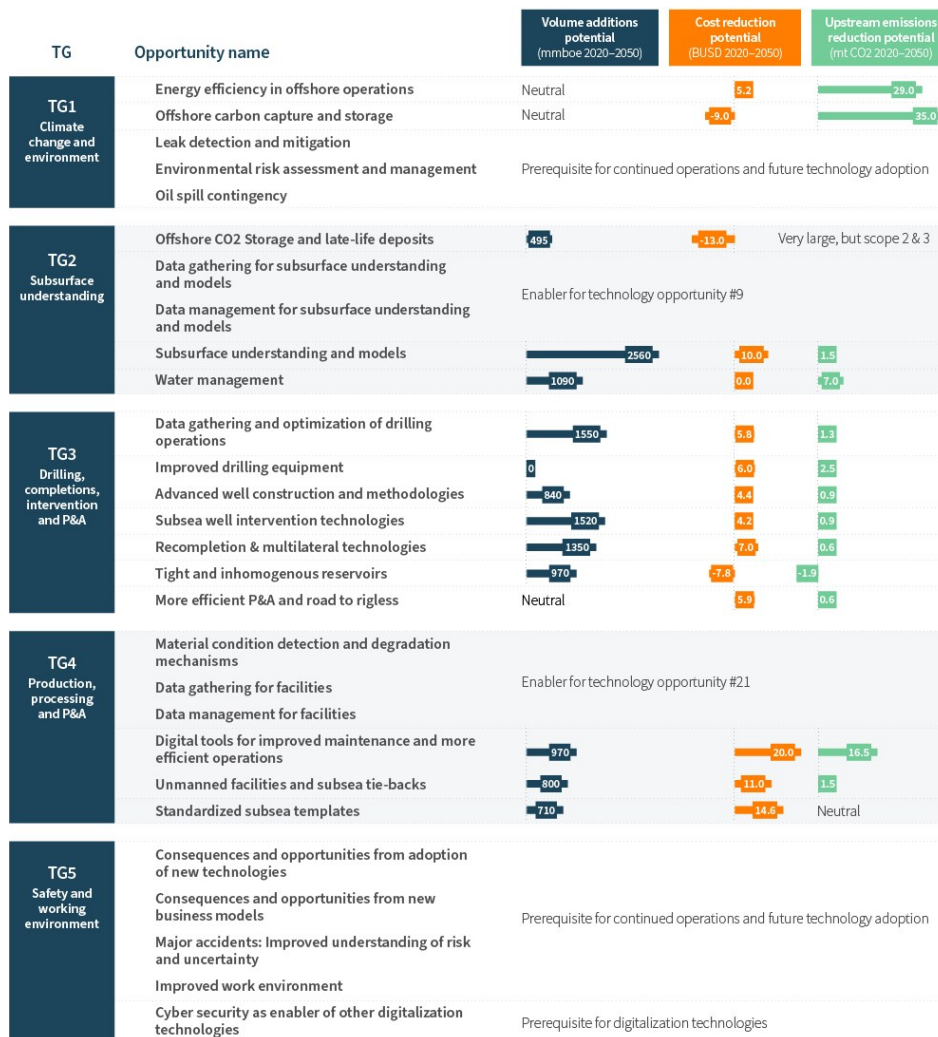 TG
Opportunity name
Volume additions
potential
(mmboe 2020–2050)
Cost reduction
potential
(BUSD 2020–2050)
Upstream emissions
reduction potential
(mt CO2 2020–2050)
TG1
Climate
change and
environment
Energy efficiency in offshore operations
Neutral
5.2
29.0
Offshore carbon capture and storage
Neutral
-9.0
35.0
Leak detection and mitigation
Environmental risk assessment and management
Prerequisite for continued operations and future technology adoption
Oil spill contingency
TG2
Subsurface
understanding
Offshore CO2 Storage and late-life deposits
495
-13.0
Very large, but scope 2 & 3
Data gathering for subsurface understanding
and models
Enabler for technology opportunity #9
Data management for subsurface understanding
and models
Subsurface understanding and models
2560
10.0
1.5
Water management
1090
0.0
7.0
TG3
Drilling,
completions,
intervention
and P&A
Data gathering and optimization of drilling
operations
1550
5.8
1.3
Improved drilling equipment
0
6.0
2.5
Advanced well construction and methodologies
840
4.4
0.9
Subsea well intervention technologies
1520
4.2
0.9
Recompletion & multilateral technologies
1350
7.0
0.6
Tight and inhomogenous reservoirs
970
-7.8
-1.9
More efficient P&A and road to rigless
Neutral
5.9
0.6
TG4
Production,
processing
and P&A
Material condition detection and degradation
mechanisms
Data gathering for facilities
Enabler for technology opportunity #21
Data management for facilities
Digital tools for improved maintenance and more
efficient operations
970
20.0
16.5
Unmanned facilities and subsea tie-backs
800
11.0
1.5
Standardized subsea templates
710
14.6
Neutral
TG5
Safety and
working
environment
Consequences and opportunities from adoption
of new technologies
Consequences and opportunities from new
business models
Prerequisite for continued operations and future technology adoption
Major accidents: Improved understanding of risk
and uncertainty
Improved work environment
Cyber security as enabler of other digitalization
technologies
Prerequisite for digitalization technologies